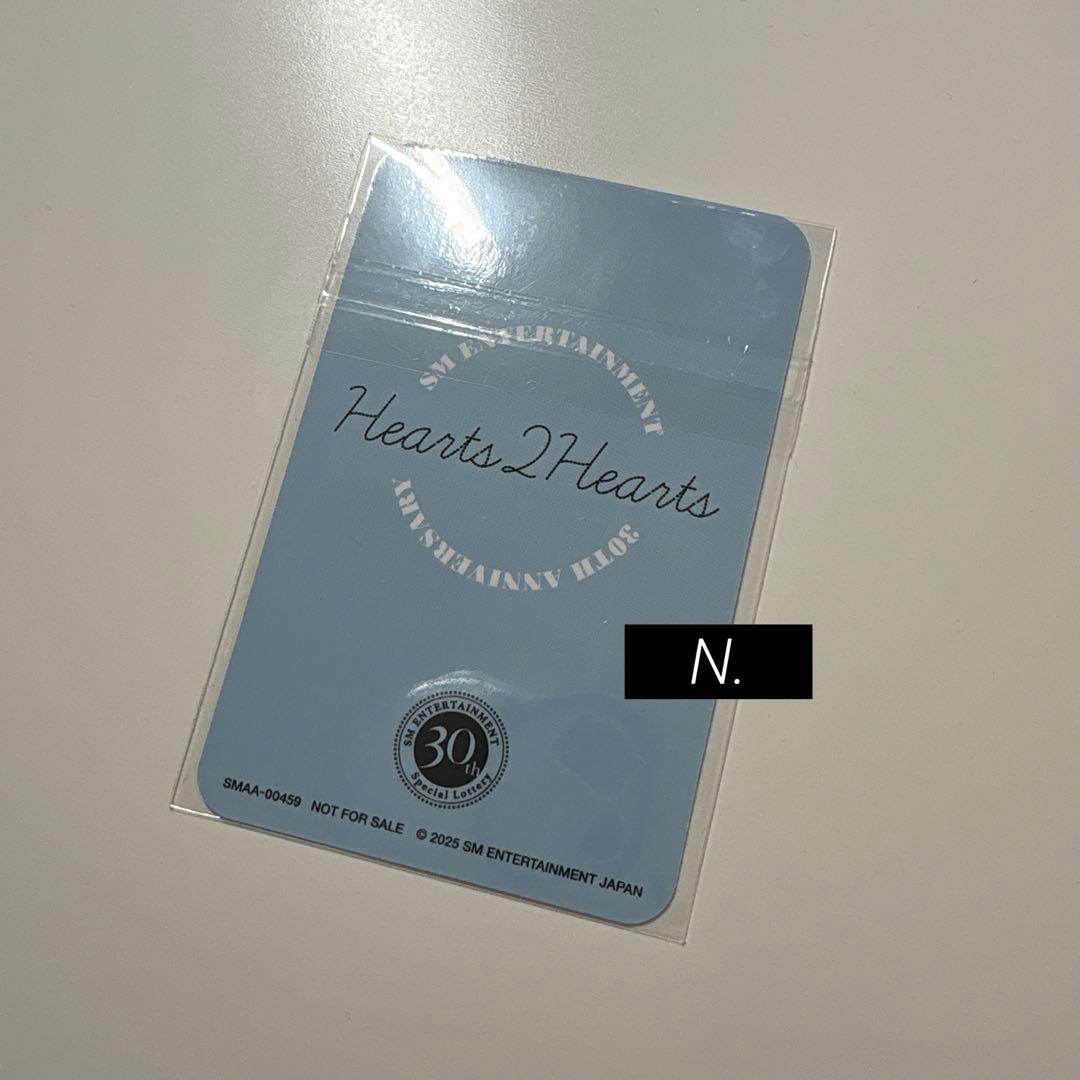 SM ENTERTAINMENT
Hearts2Hearts
30TH ANNIVERSARY
N.
SM ENTERTAINMENT
30th
Special Lottery
SMAA-00459 NOT FOR SALE © 2025 SM ENTERTAINMENT JAPAN